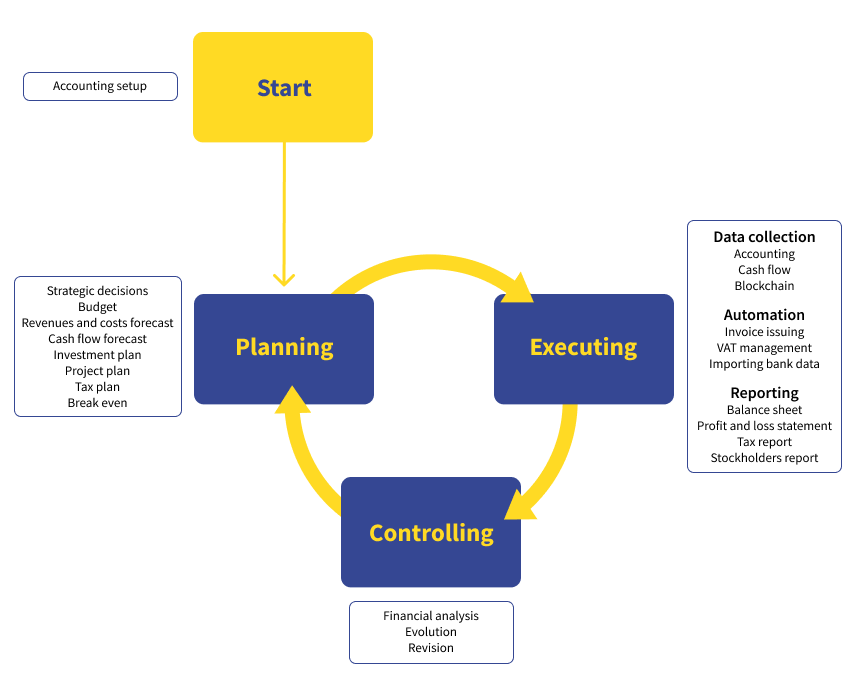 Start
Accounting setup
Planning
Strategic decisions
Budget
Revenues and costs forecast
Cash flow forecast
Investment plan
Project plan
Tax plan
Break even
Executing
Data collection
Accounting
Cash flow
Blockchain
Automation
Invoice issuing
VAT management
Importing bank data
Reporting
Balance sheet
Profit and loss statement
Tax report
Stockholders report
Controlling
Financial analysis
Evolution
Revision